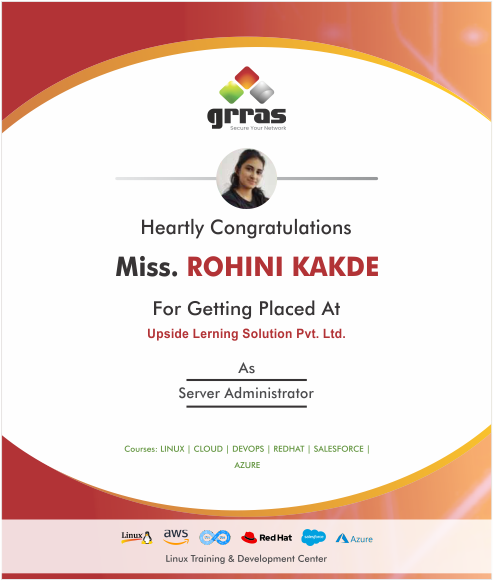 grras
Secure Your Network
Heartly Congratulations
Miss. ROHINI KAKDE
For Getting Placed At
Upside Lerning Solution Pvt. Ltd.
As
Server Administrator
Courses: LINUX | CLOUD | DEVOPS | REDHAT | SALESFORCE |
AZURE
Linux aws Red Hat salesforce Azure
Linux Training & Development Center